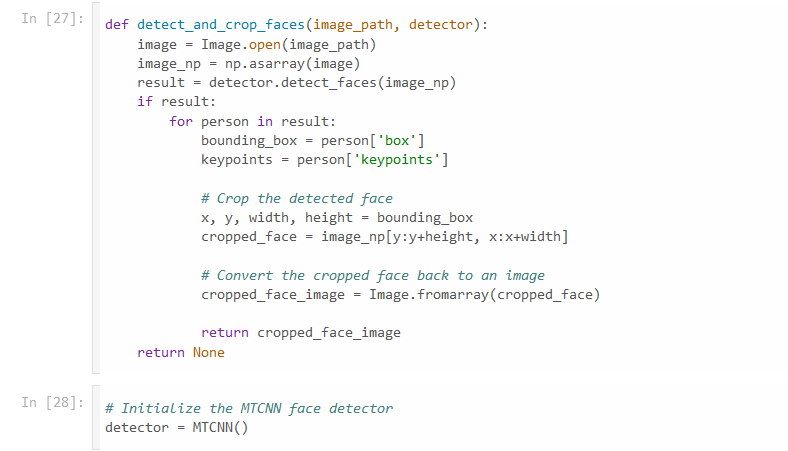 In [27]:
def detect_and_crop_faces(image_path, detector):
    image = Image.open(image_path)
    image_np = np.asarray(image)
    result = detector.detect_faces(image_np)
    if result:
        for person in result:
            bounding_box = person['box']
            keypoints = person['keypoints']

            # Crop the detected face
            x, y, width, height = bounding_box
            cropped_face = image_np[y:y+height, x:x+width]

            # Convert the cropped face back to an image
            cropped_face_image = Image.fromarray(cropped_face)

            return cropped_face_image
    return None
In [28]:
# Initialize the MTCNN face detector
detector = MTCNN()